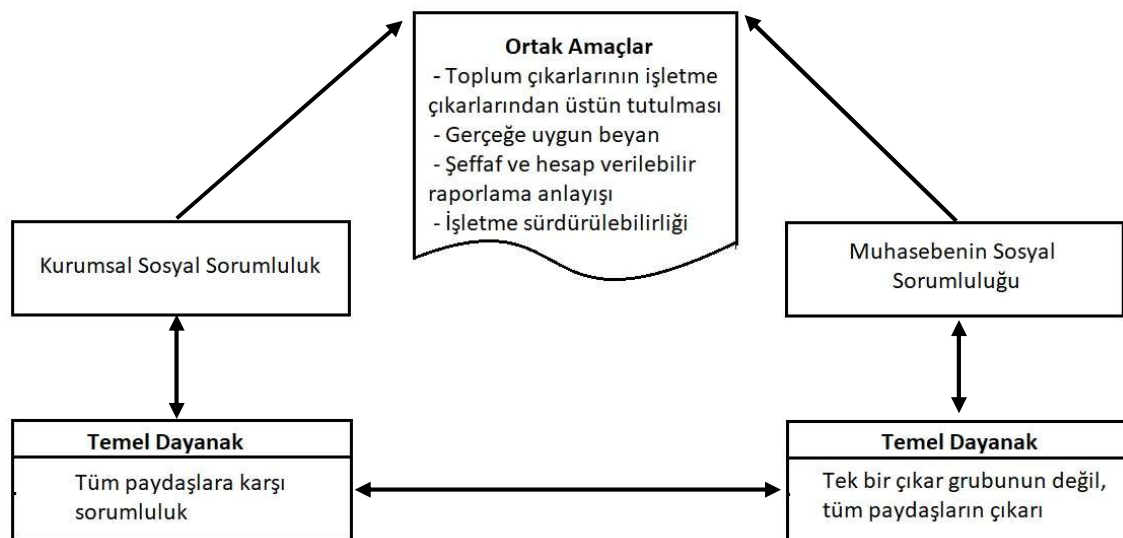 Ortak Amaçlar
- Toplum çıkarlarının işletme
çıkarlarından üstün tutulması
- Gerçeğe uygun beyan
- Şeffaf ve hesap verilebilir
raporlama anlayışı
- İşletme sürdürülebilirliği
Kurumsal Sosyal Sorumluluk
Muhasebenin Sosyal
Sorumluluğu
Temel Dayanak
Tüm paydaşlara karşı
sorumluluk
Temel Dayanak
Tek bir çıkar grubunun değil,
tüm paydaşların çıkarı